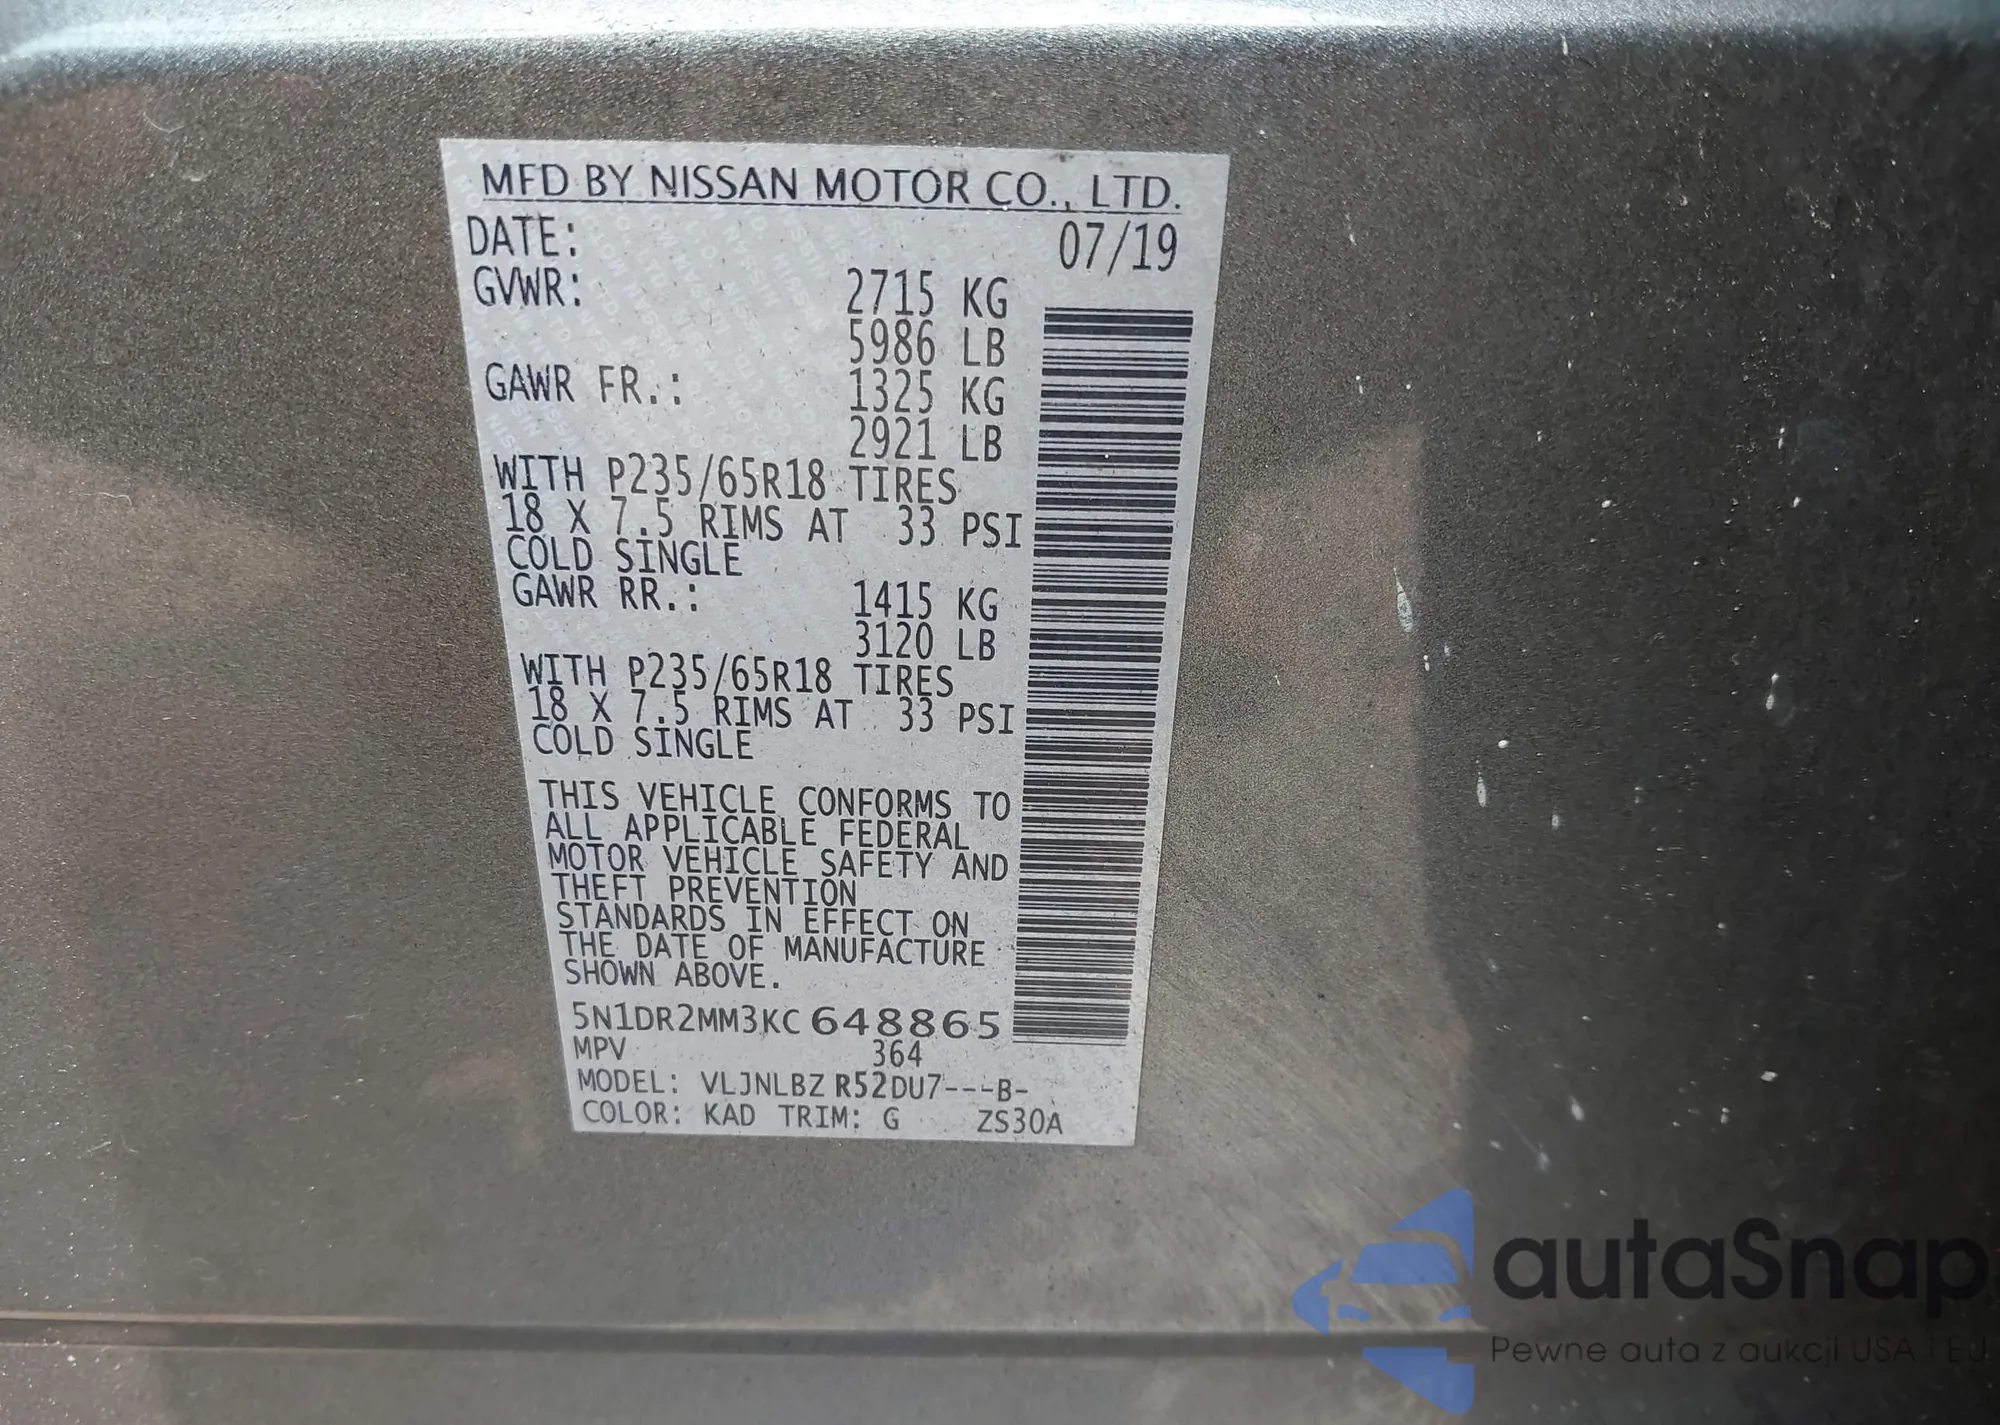 MFD BY NISSAN MOTOR CO., LTD.
DATE: 07/19
GVWR: 2715 KG
5986 LB
GAWR FR.: 1325 KG
2921 LB
WITH P235/65R18 TIRES
18 X 7.5 RIMS AT 33 PSI
COLD SINGLE
GAWR RR.: 1415 KG
3120 LB
WITH P235/65R18 TIRES
18 X 7.5 RIMS AT 33 PSI
COLD SINGLE
THIS VEHICLE CONFORMS TO
ALL APPLICABLE FEDERAL
MOTOR VEHICLE SAFETY AND
THEFT PREVENTION
STANDARDS IN EFFECT ON
THE DATE OF MANUFACTURE
SHOWN ABOVE.
5N1DR2MM3KC648865
MPV 364
MODEL: VLJNLBZ R52DU7---B-
COLOR: KAD TRIM: G ZS30A
autaSnap
Pewne auta z aukcji USA i EU